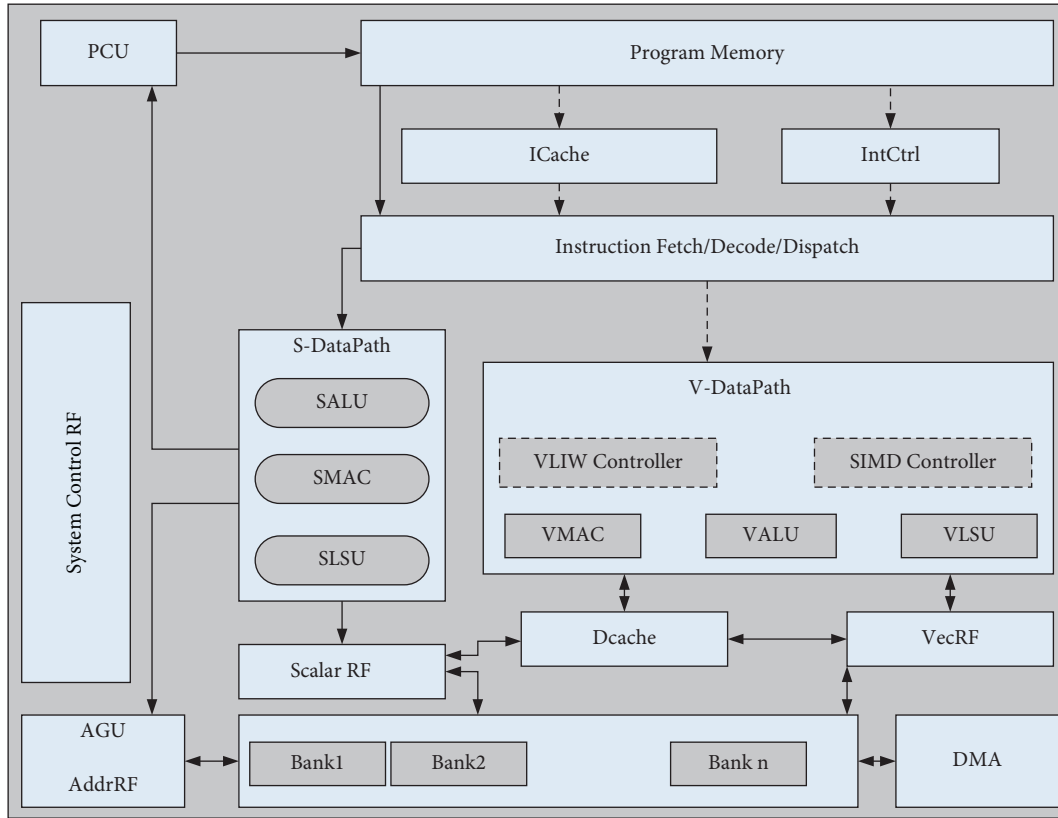 PCU
Program Memory
ICache
IntCtrl
Instruction Fetch/Decode/Dispatch
System Control RF
S-DataPath
SALU
SMAC
SLSU
V-DataPath
VLIW Controller
SIMD Controller
VMAC
VALU
VLSU
Scalar RF
Dcache
VecRF
AGU
AddrRF
Bank1
Bank2
Bank n
DMA